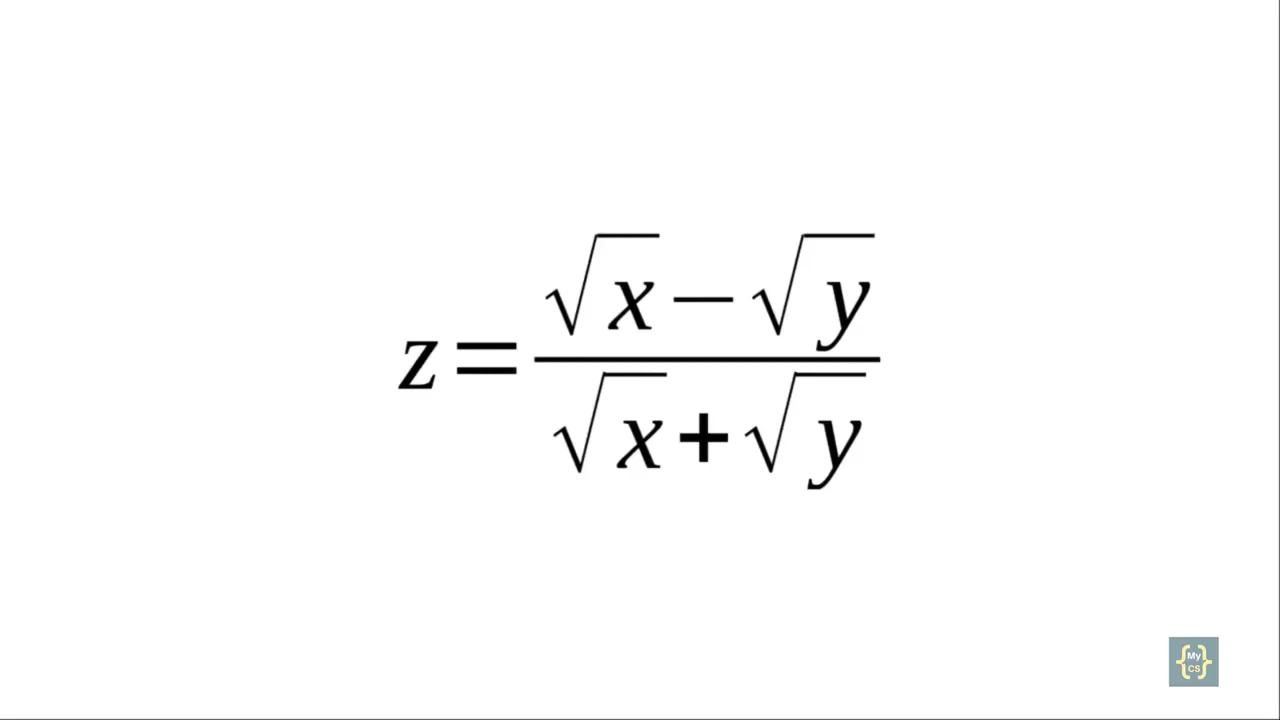 z = (√x − √y) / (√x + √y)
My
CS